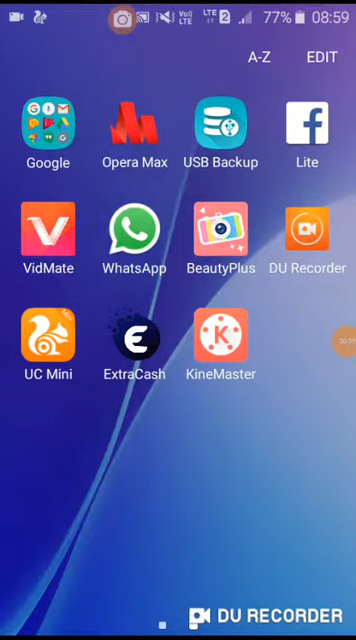 77% 08:59
A-Z EDIT
Google Opera Max USB Backup Lite
VidMate WhatsApp BeautyPlus DU Recorder
UC Mini ExtraCash KineMaster
DU RECORDER